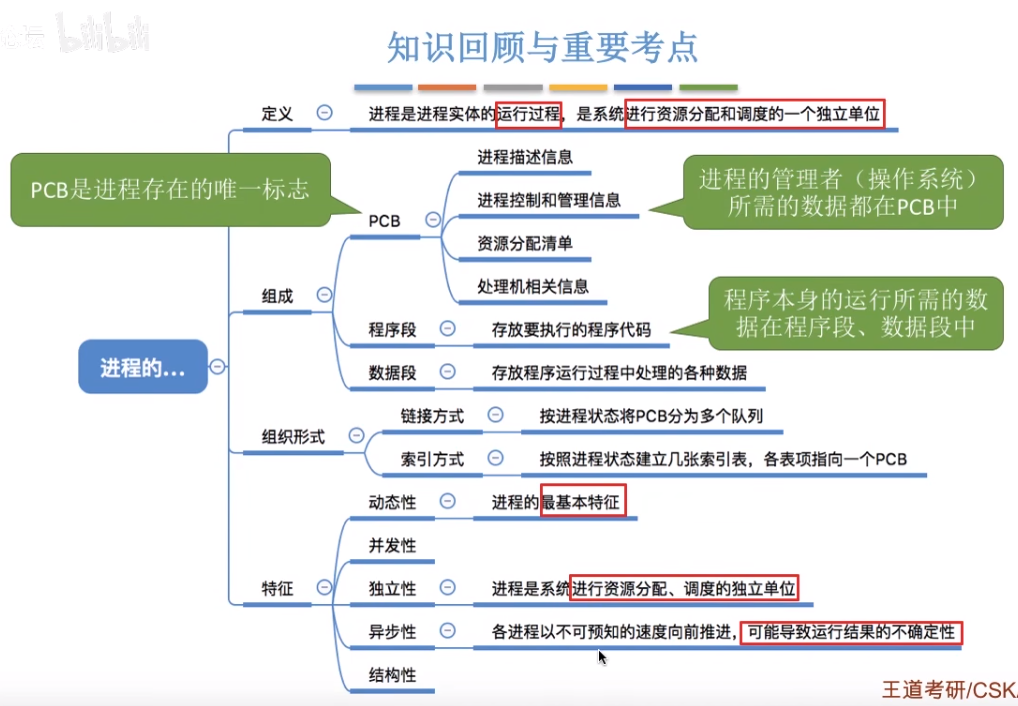 bilibili
知识回顾与重要考点
定义
进程是进程实体的运行过程，是系统进行资源分配和调度的一个独立单位
PCB是进程存在的唯一标志
进程描述信息
进程控制和管理信息
进程的管理者（操作系统）
所需的数据都在PCB中
PCB
资源分配清单
处理机相关信息
组成
程序段
存放要执行的程序代码
程序本身的运行所需的数
据在程序段、数据段中
数据段
存放程序运行过程中处理的各种数据
进程的...
组织形式
链接方式
按进程状态将PCB分为多个队列
索引方式
按照进程状态建立几张索引表，各表项指向一个PCB
特征
动态性
进程的最基本特征
并发性
独立性
进程是系统进行资源分配、调度的独立单位
异步性
各进程以不可预知的速度向前推进，可能导致运行结果的不确定性
结构性
王道考研/CSK